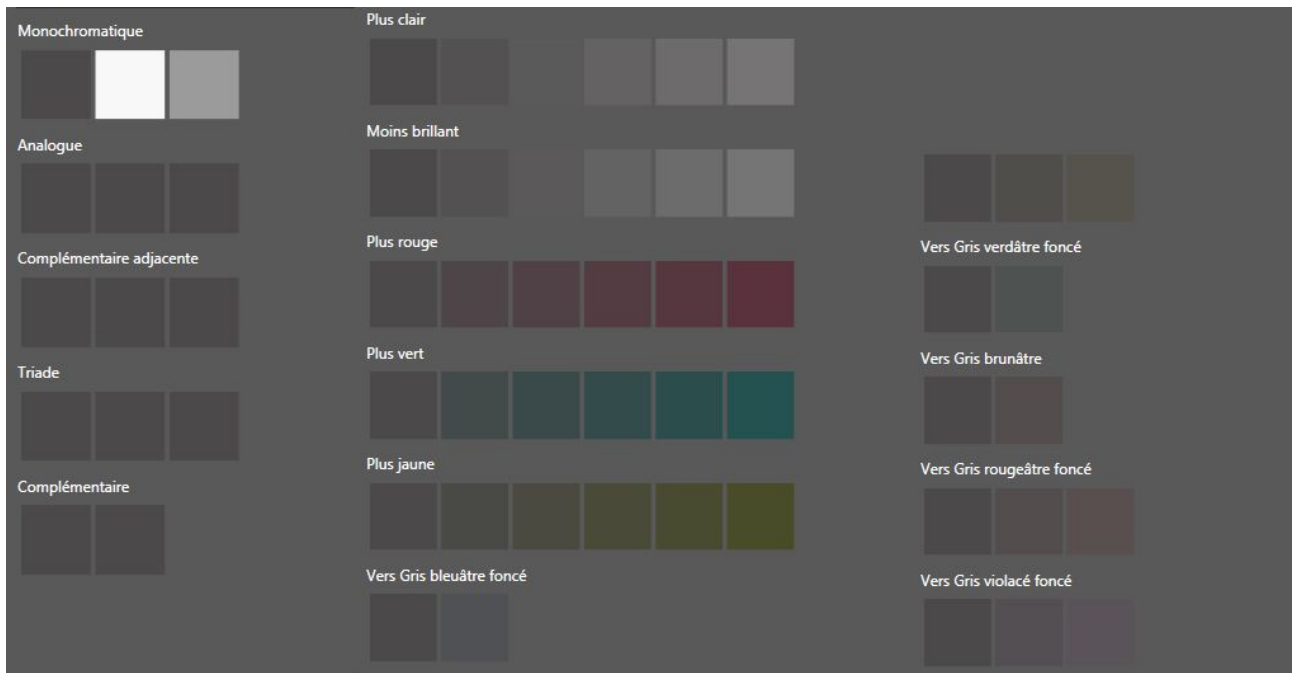 Monochromatique
Analogue
Complémentaire adjacente
Triade
Complémentaire
Plus clair
Moins brillant
Plus rouge
Plus vert
Plus jaune
Vers Gris bleuâtre foncé
Vers Gris verdâtre foncé
Vers Gris brunâtre
Vers Gris rougeâtre foncé
Vers Gris violacé foncé